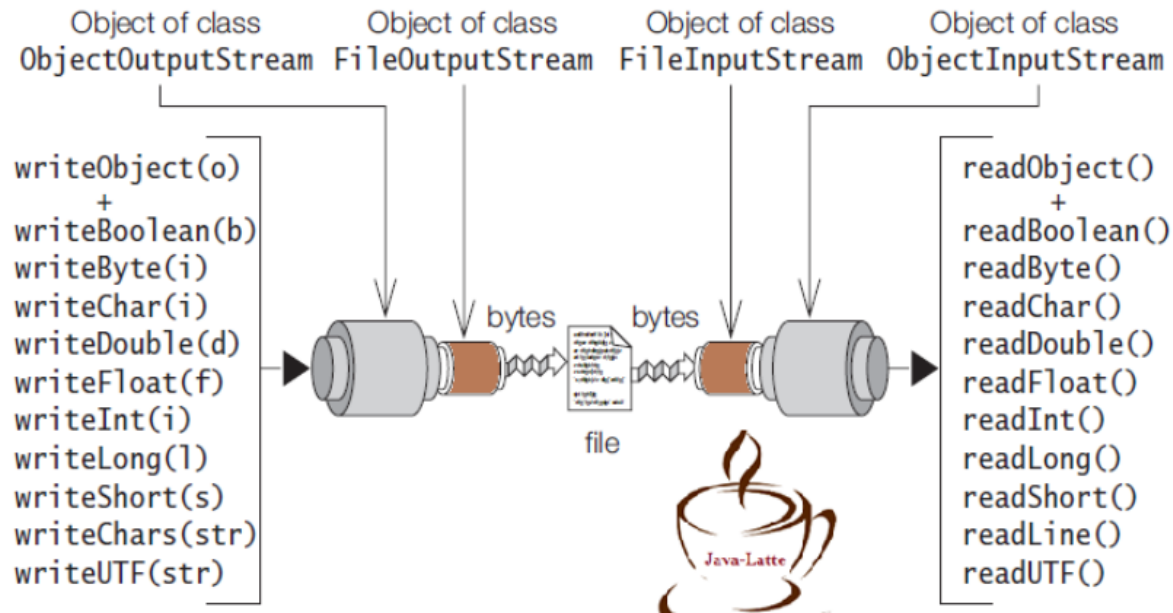 Object of class
ObjectOutputStream
Object of class
FileOutputStream
Object of class
FileInputStream
Object of class
ObjectInputStream
writeObject(o)
+
writeBoolean(b)
writeByte(i)
writeChar(i)
writeDouble(d)
writeFloat(f)
writeInt(i)
writeLong(l)
writeShort(s)
writeChars(str)
writeUTF(str)
bytes
file
bytes
Java-Latte
readObject()
+
readBoolean()
readByte()
readChar()
readDouble()
readFloat()
readInt()
readLong()
readShort()
readLine()
readUTF()